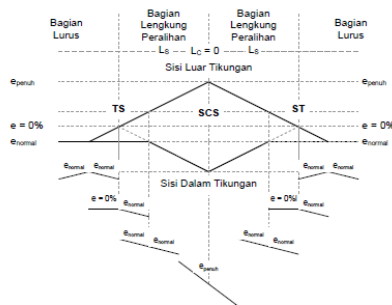 Bagian Lurus
Bagian Lengkung Peralihan
Bagian Lengkung Peralihan
Bagian Lurus
LS LC = 0 LS
Sisi Luar Tikungan
epenuh
epenuh
TS
SCS
ST
e = 0%
e = 0%
enormal
enormal
enormal enormal
Sisi Dalam Tikungan
enormal enormal
e = 0%
enormal
e = 0%
enormal
enormal
enormal
enormal
enormal
epenuh